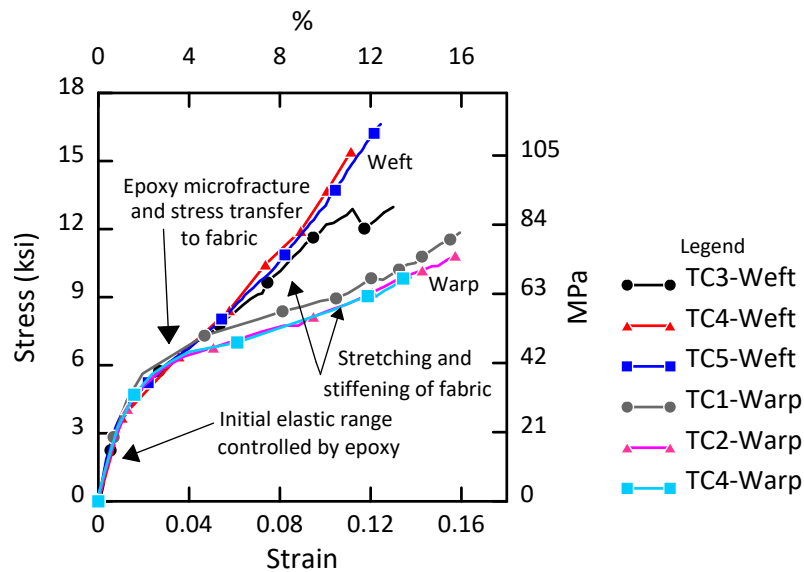 %
0 4 8 12 16
18
15
12
9
6
3
0
Stress (ksi)
105
84
63
42
21
0
MPa
Weft
Epoxy microfracture
and stress transfer
to fabric
Warp
Stretching and
stiffening of fabric
Initial elastic range
controlled by epoxy
0 0.04 0.08 0.12 0.16
Strain
Legend
TC3-Weft
TC4-Weft
TC5-Weft
TC1-Warp
TC2-Warp
TC4-Warp